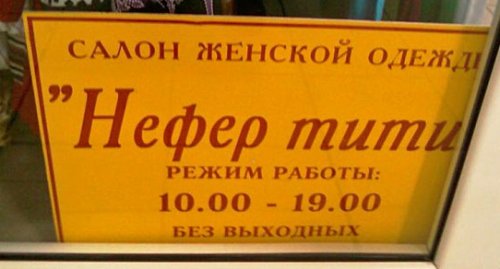 САЛОН ЖЕНСКОЙ ОДЕЖД
"Нефер тити
РЕЖИМ РАБОТЫ:
10.00 - 19.00
БЕЗ ВЫХОДНЫХ